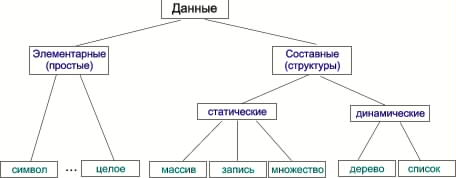 Данные
Элементарные
(простые)
Составные
(структуры)
статические
динамические
символ ... целое
массив
запись
множество
дерево
список